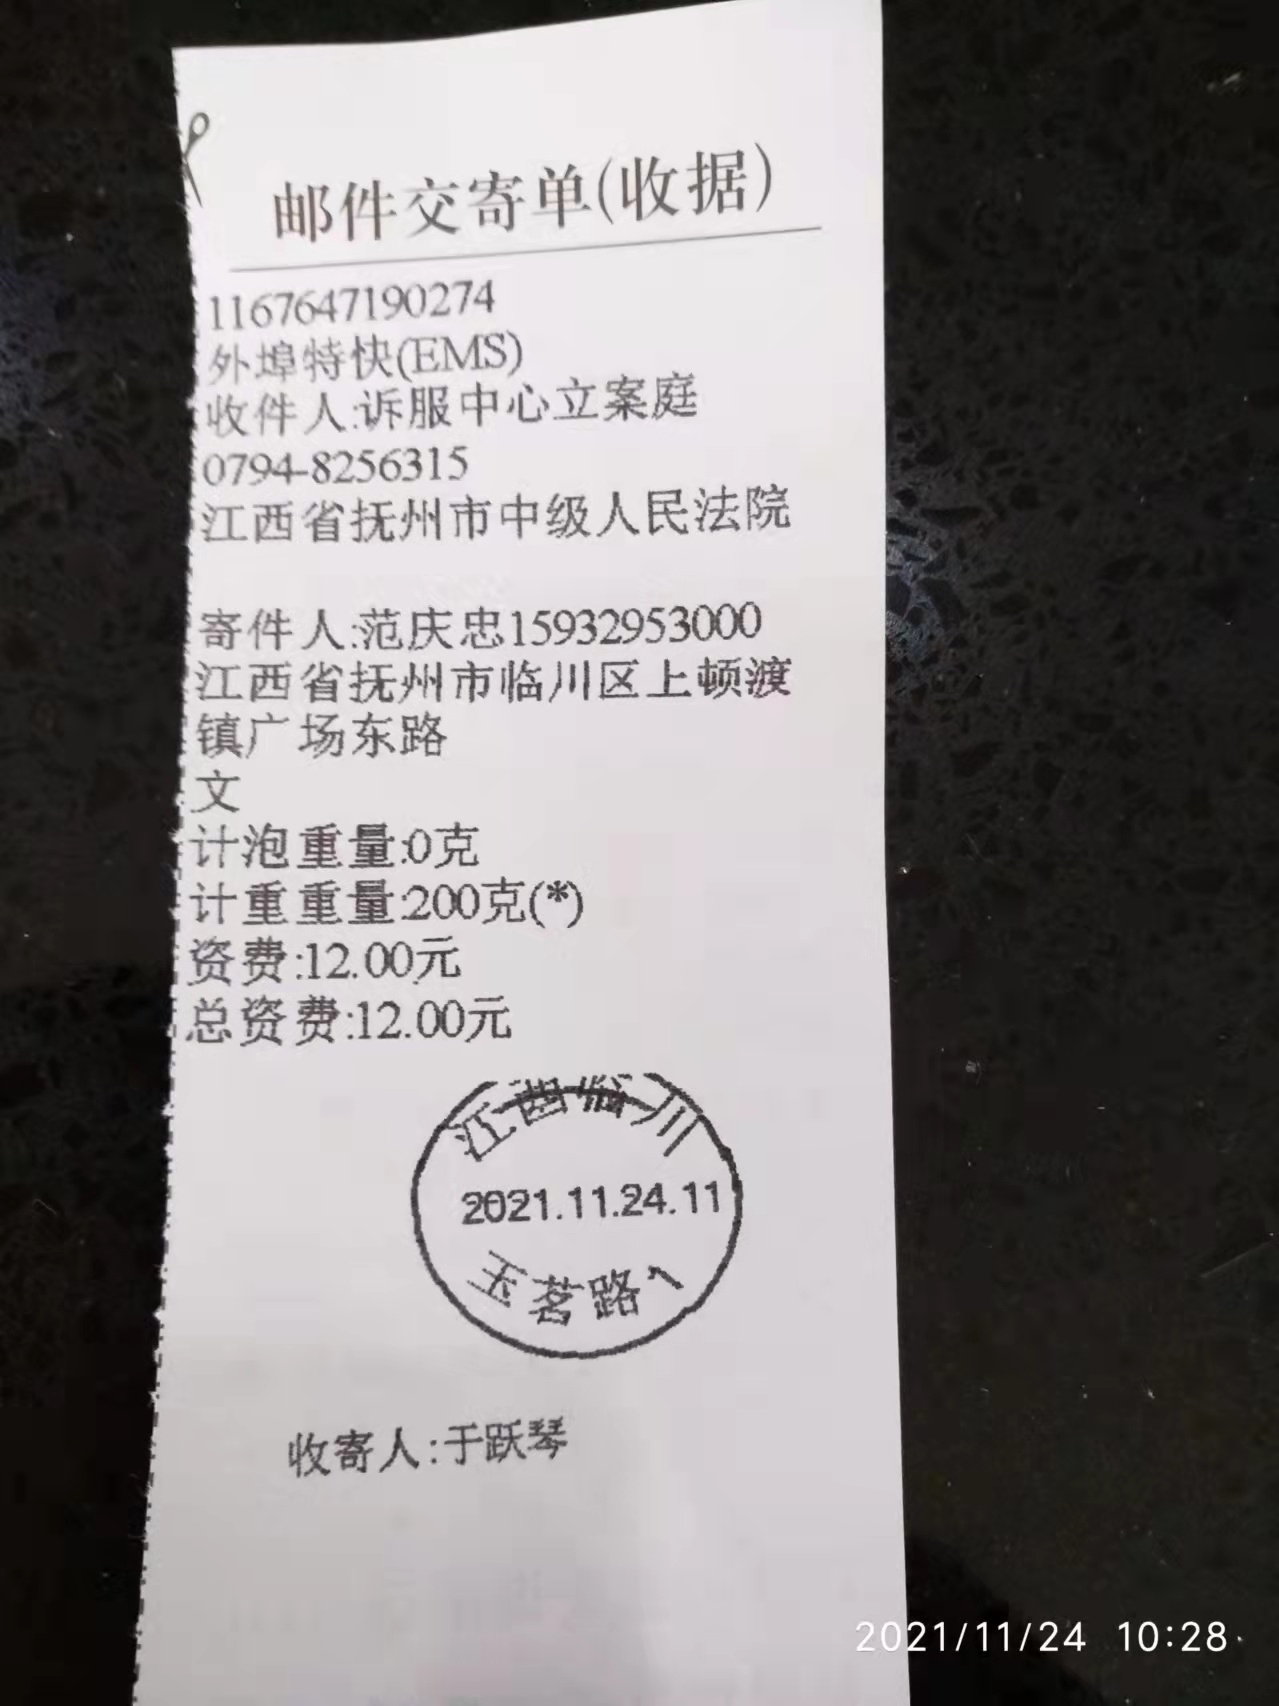 邮件交寄单(收据)
1167647190274
外埠特快(EMS)
收件人:诉服中心立案庭
0794-8256315
江西省抚州市中级人民法院
寄件人:范庆忠15932953000
江西省抚州市临川区上顿渡
镇广场东路
文
计泡重量:0克
计重重量:200克(*)
资费:12.00元
总资费:12.00元
江西临川
2021.11.24.11
玉茗路1
收寄人:于跃琴
2021/11/24 10:28